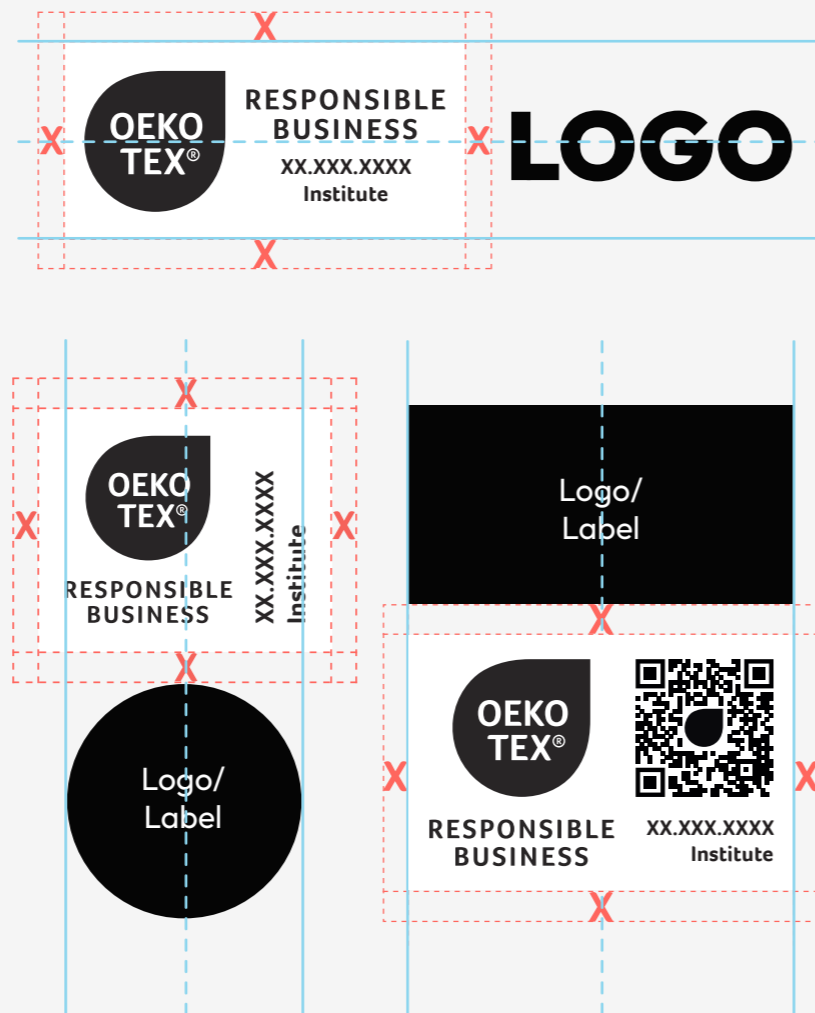 X
OEKO
TEX®
RESPONSIBLE
BUSINESS
XX.XXX.XXXX
Institute
X
X
LOGO
X
X
OEKO
TEX®
RESPONSIBLE
BUSINESS
XX.XXX.XXXX
Institute
X
X
X
Logo/
Label
Logo/
Label
X
OEKO
TEX®
RESPONSIBLE
BUSINESS
XX.XXX.XXXX
Institute
X
X
X